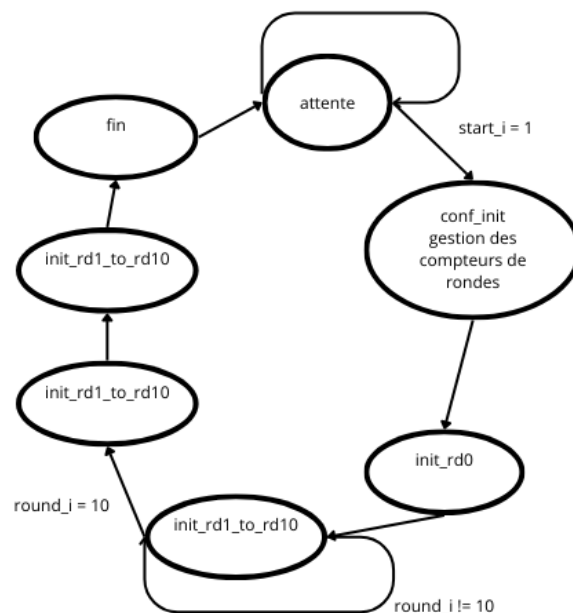 attente
start_i = 1
conf_init
gestion des
compteurs de
rondes
init_rd0
init_rd1_to_rd10
round_i != 10
round_i = 10
init_rd1_to_rd10
init_rd1_to_rd10
fin